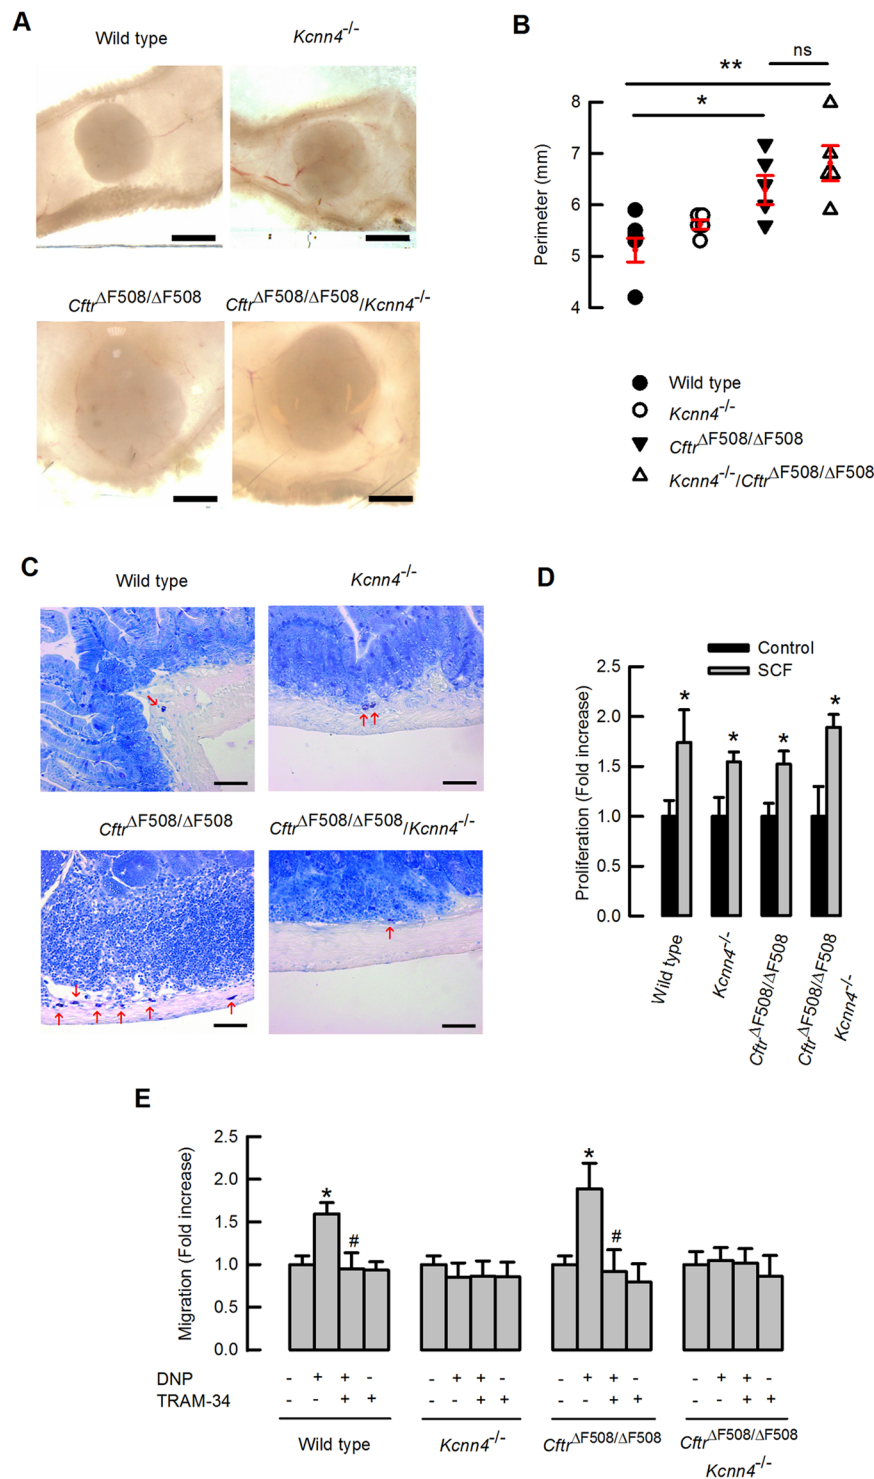 A
Wild type
Kcnn4-/-
CftrΔF508/ΔF508
CftrΔF508/ΔF508/Kcnn4-/-
B
ns
**
*
8
7
6
5
4
Perimeter (mm)
Wild type
Kcnn4-/-
CftrΔF508/ΔF508
Kcnn4-/-/CftrΔF508/ΔF508
C
Wild type
Kcnn4-/-
CftrΔF508/ΔF508
CftrΔF508/ΔF508/Kcnn4-/-
D
Control
SCF
2.5
2.0
1.5
1.0
0.5
0.0
Proliferation (Fold increase)
* * * *
Wild type
Kcnn4-/-
CftrΔF508/ΔF508
CftrΔF508/ΔF508
Kcnn4-/-
E
2.5
2.0
1.5
1.0
0.5
0.0
Migration (Fold increase)
* # * #
DNP - + + - - + + - - + + - - + + -
TRAM-34 - - + + - - + + - - + + - - + +
Wild type
Kcnn4-/-
CftrΔF508/ΔF508
CftrΔF508/ΔF508
Kcnn4-/-